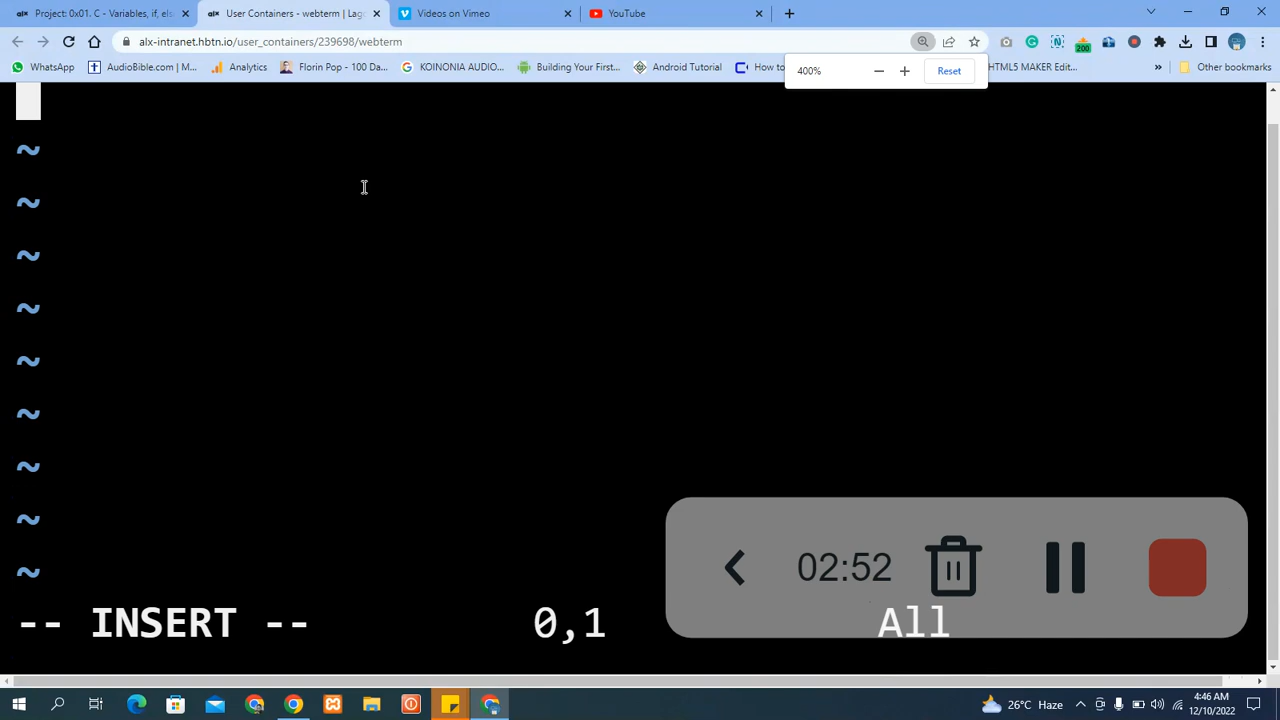 Project: 0x01. C - Variables, if, els
User Containers - webterm | Lag
Videos on Vimeo
YouTube
alx-intranet.hbtn.io/user_containers/239698/webterm
200
WhatsApp
AudioBible.com | M...
Analytics
Florin Pop - 100 Da...
KOINONIA AUDIO...
Building Your First...
Android Tutorial
How to
HTML5 MAKER Edit...
»
Other bookmarks
400%
Reset
~
~
~
~
~
~
~
~
~
02:52
-- INSERT -- 0,1 All
26°C Haze
4:46 AM
12/10/2022